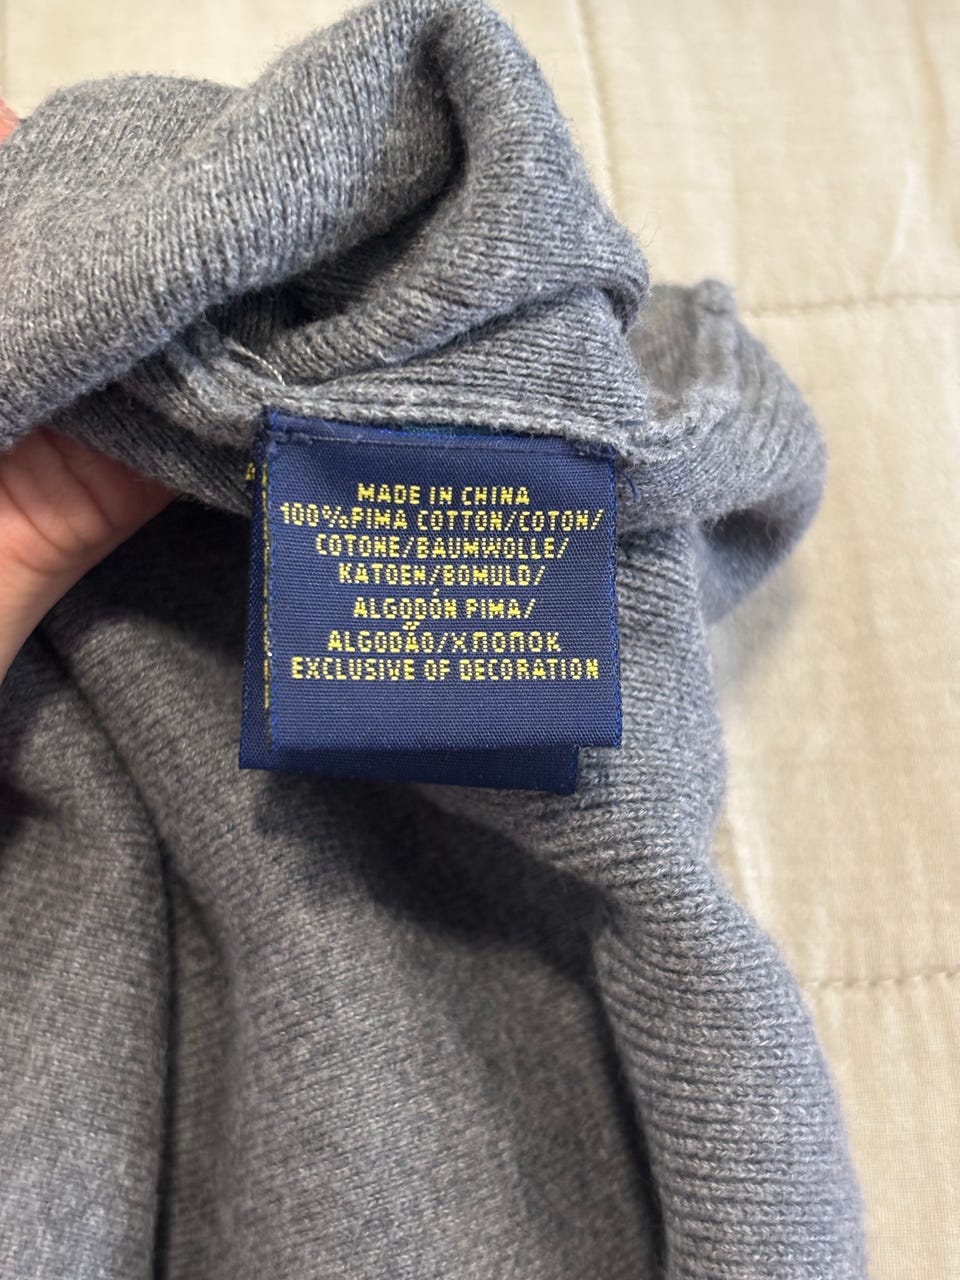 MADE IN CHINA
100% PIMA COTTON/COTON/
COTONE/BAUMWOLLE/
KATOEN/BOMULD/
ALGODÓN PIMA/
ALGODÃO/ХЛОПОК
EXCLUSIVE OF DECORATION